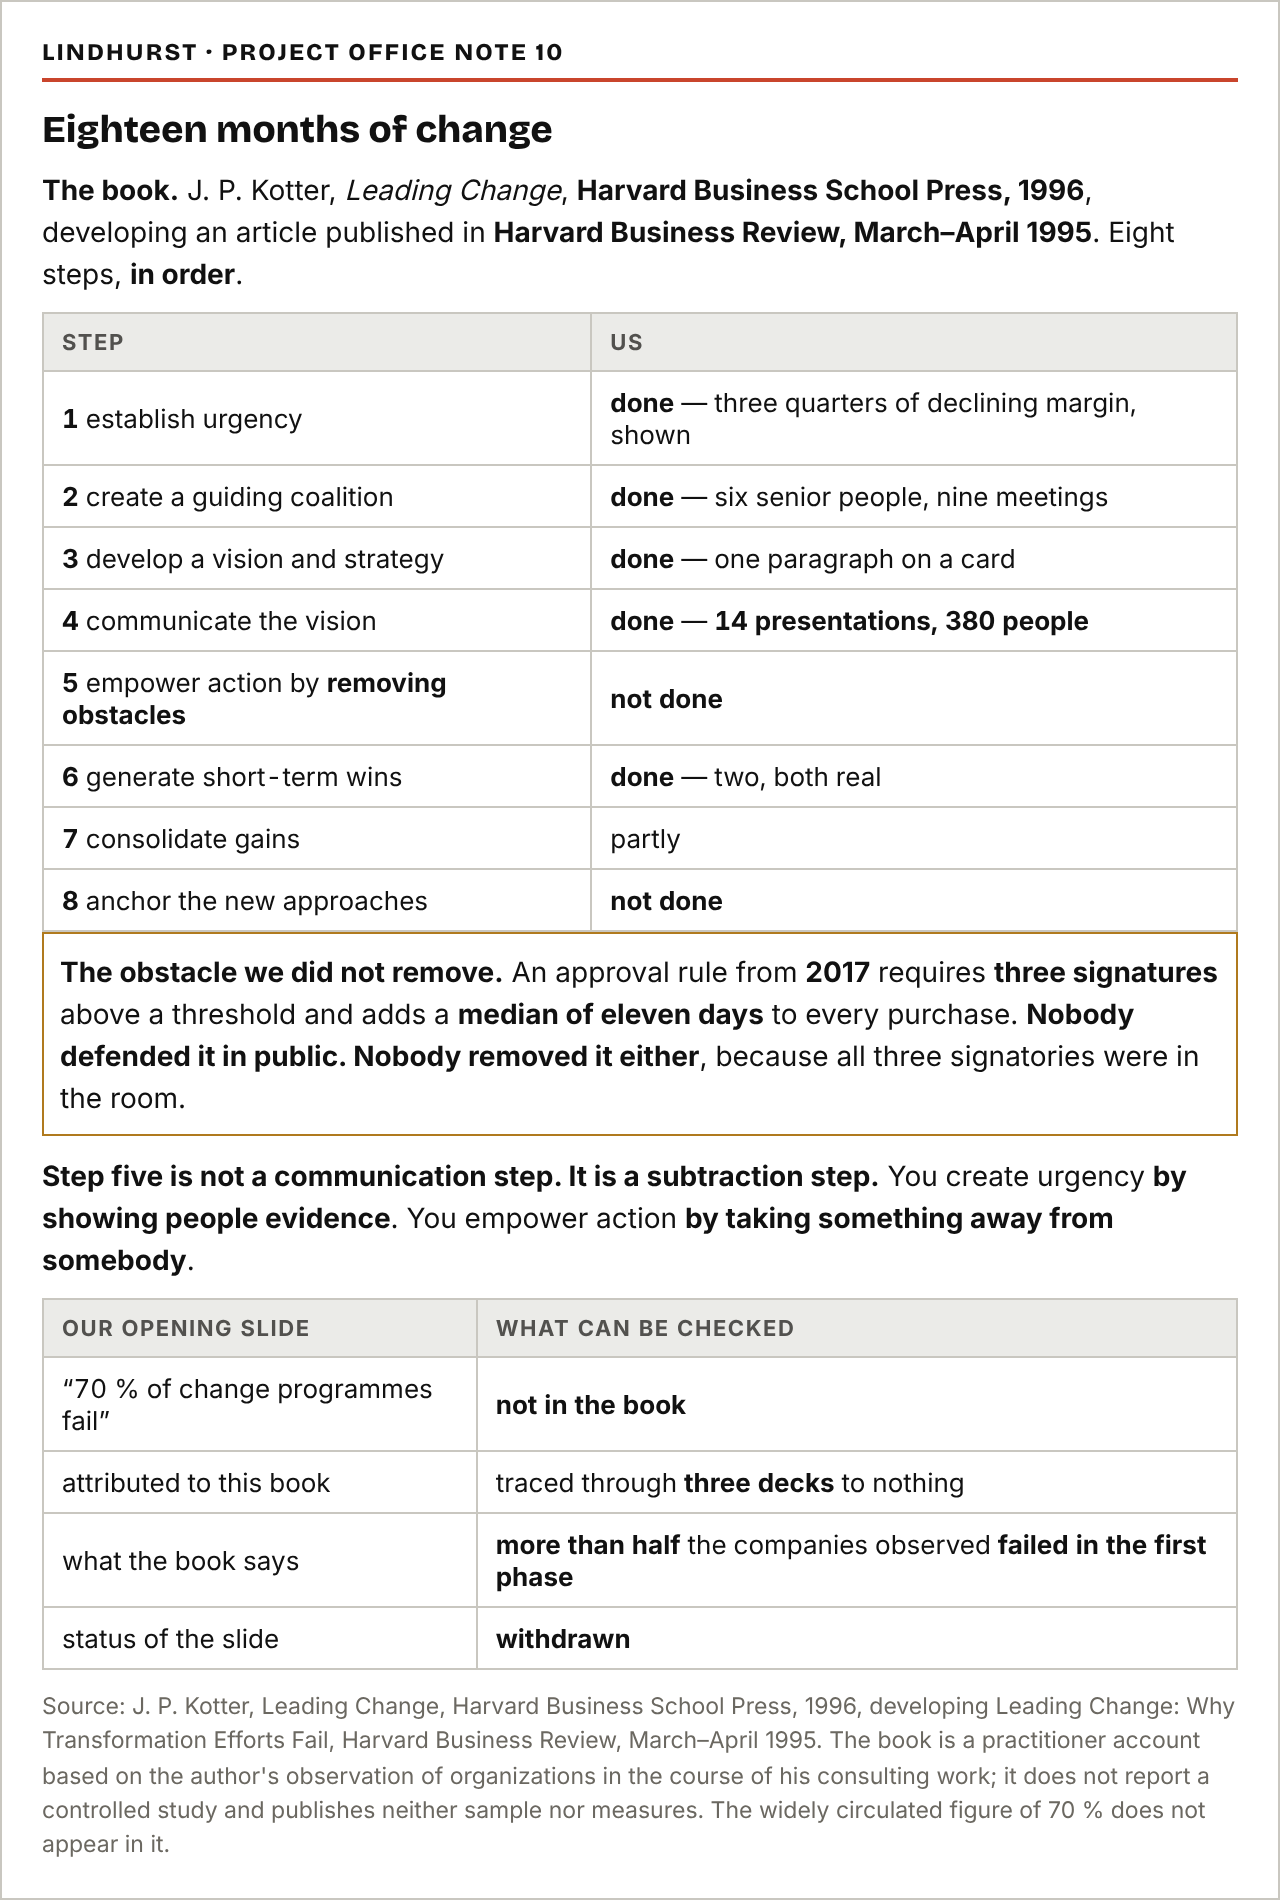 LINDHURST · PROJECT OFFICE NOTE 10
Eighteen months of change
The book. J. P. Kotter, Leading Change, Harvard Business School Press, 1996,
developing an article published in Harvard Business Review, March–April 1995. Eight
steps, in order.
STEP US
1 establish urgency done — three quarters of declining margin,
shown
2 create a guiding coalition done — six senior people, nine meetings
3 develop a vision and strategy done — one paragraph on a card
4 communicate the vision done — 14 presentations, 380 people
5 empower action by removing
obstacles not done
6 generate short-term wins done — two, both real
7 consolidate gains partly
8 anchor the new approaches not done
The obstacle we did not remove. An approval rule from 2017 requires three signatures
above a threshold and adds a median of eleven days to every purchase. Nobody
defended it in public. Nobody removed it either, because all three signatories were in
the room.
Step five is not a communication step. It is a subtraction step. You create urgency by
showing people evidence. You empower action by taking something away from
somebody.
OUR OPENING SLIDE WHAT CAN BE CHECKED
“70 % of change programmes
fail” not in the book
attributed to this book traced through three decks to nothing
what the book says more than half the companies observed failed in the first
phase
status of the slide withdrawn
Source: J. P. Kotter, Leading Change, Harvard Business School Press, 1996, developing Leading Change: Why
Transformation Efforts Fail, Harvard Business Review, March–April 1995. The book is a practitioner account
based on the author's observation of organizations in the course of his consulting work; it does not report a
controlled study and publishes neither sample nor measures. The widely circulated figure of 70 % does not
appear in it.